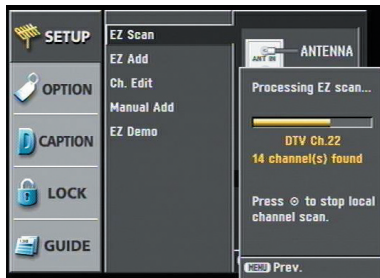 SETUP
OPTION
CAPTION
LOCK
GUIDE
EZ Scan
EZ Add
Ch. Edit
Manual Add
EZ Demo
ANT IN
ANTENNA
Processing EZ scan...
DTV Ch.22
14 channel(s) found
Press ⊙ to stop local
channel scan.
MENU Prev.